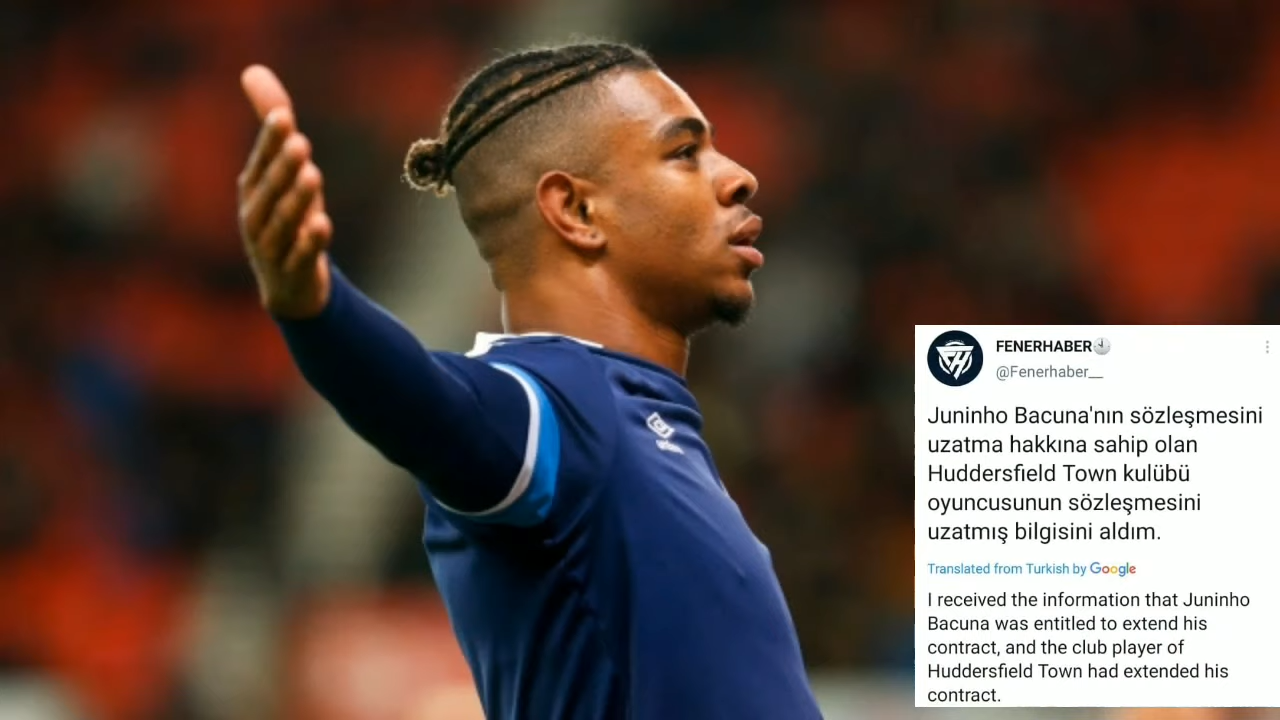 FENERHABER🕙
@Fenerhaber__
Juninho Bacuna'nın sözleşmesini
uzatma hakkına sahip olan
Huddersfield Town kulübü
oyuncusunun sözleşmesini
uzatmış bilgisini aldım.
Translated from Turkish by Google
I received the information that Juninho
Bacuna was entitled to extend his
contract, and the club player of
Huddersfield Town had extended his
contract.